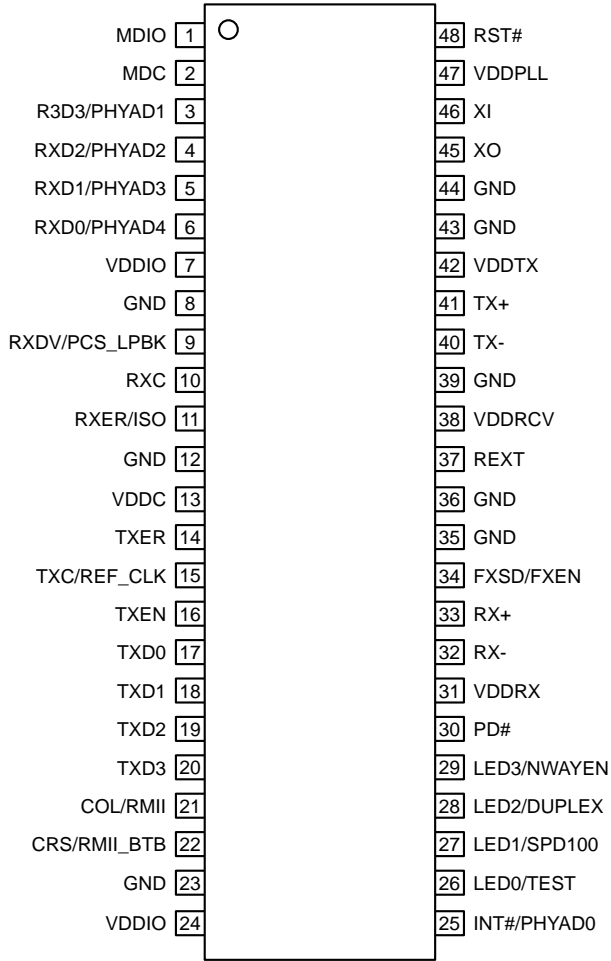 MDIO 1 48 RST#
MDC 2 47 VDDPLL
R3D3/PHYAD1 3 46 XI
RXD2/PHYAD2 4 45 XO
RXD1/PHYAD3 5 44 GND
RXD0/PHYAD4 6 43 GND
VDDIO 7 42 VDDTX
GND 8 41 TX+
RXDV/PCS_LPBK 9 40 TX-
RXC 10 39 GND
RXER/ISO 11 38 VDDRCV
GND 12 37 REXT
VDDC 13 36 GND
TXER 14 35 GND
TXC/REF_CLK 15 34 FXSD/FXEN
TXEN 16 33 RX+
TXD0 17 32 RX-
TXD1 18 31 VDDRX
TXD2 19 30 PD#
TXD3 20 29 LED3/NWAYEN
COL/RMII 21 28 LED2/DUPLEX
CRS/RMII_BTB 22 27 LED1/SPD100
GND 23 26 LED0/TEST
VDDIO 24 25 INT#/PHYAD0